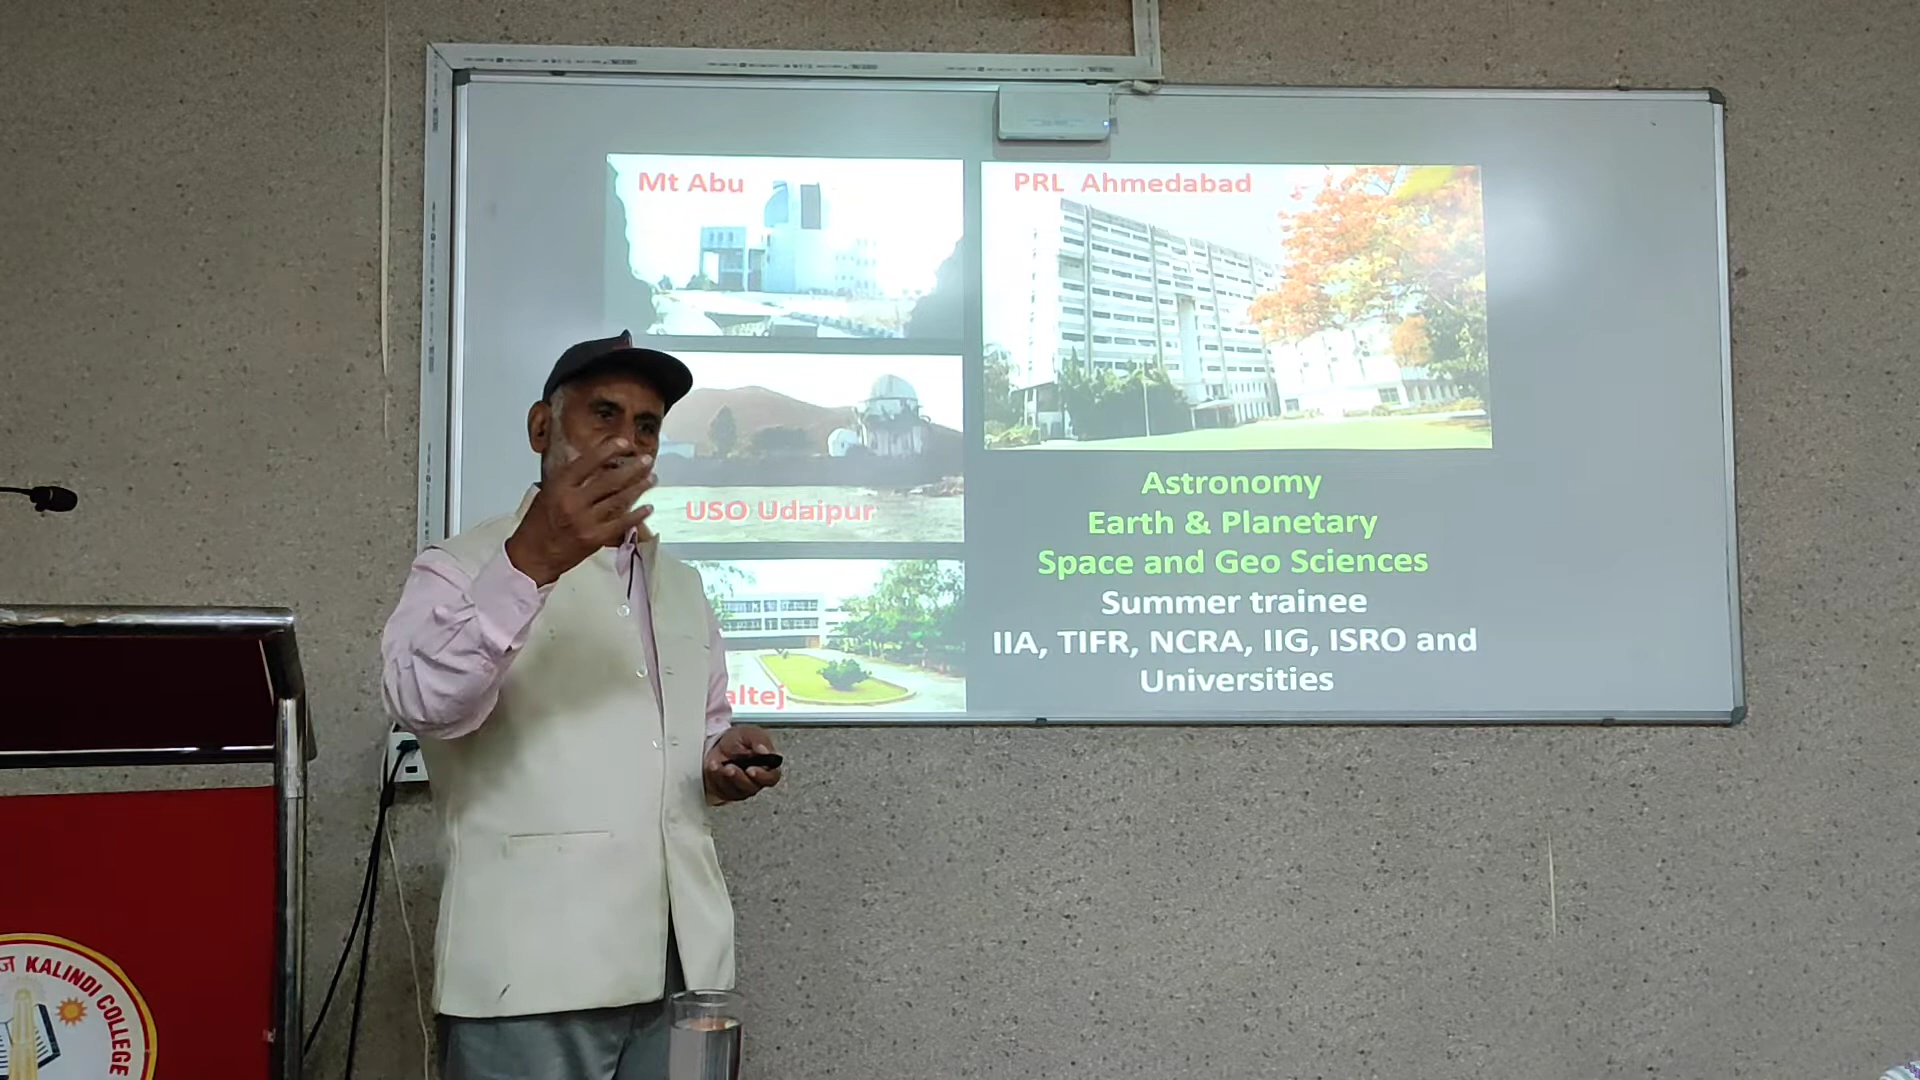 Mt Abu
PRL Ahmedabad
USO Udaipur
altej
Astronomy
Earth & Planetary
Space and Geo Sciences
Summer trainee
IIA, TIFR, NCRA, IIG, ISRO and
Universities
ज KALINDI COLLEGE